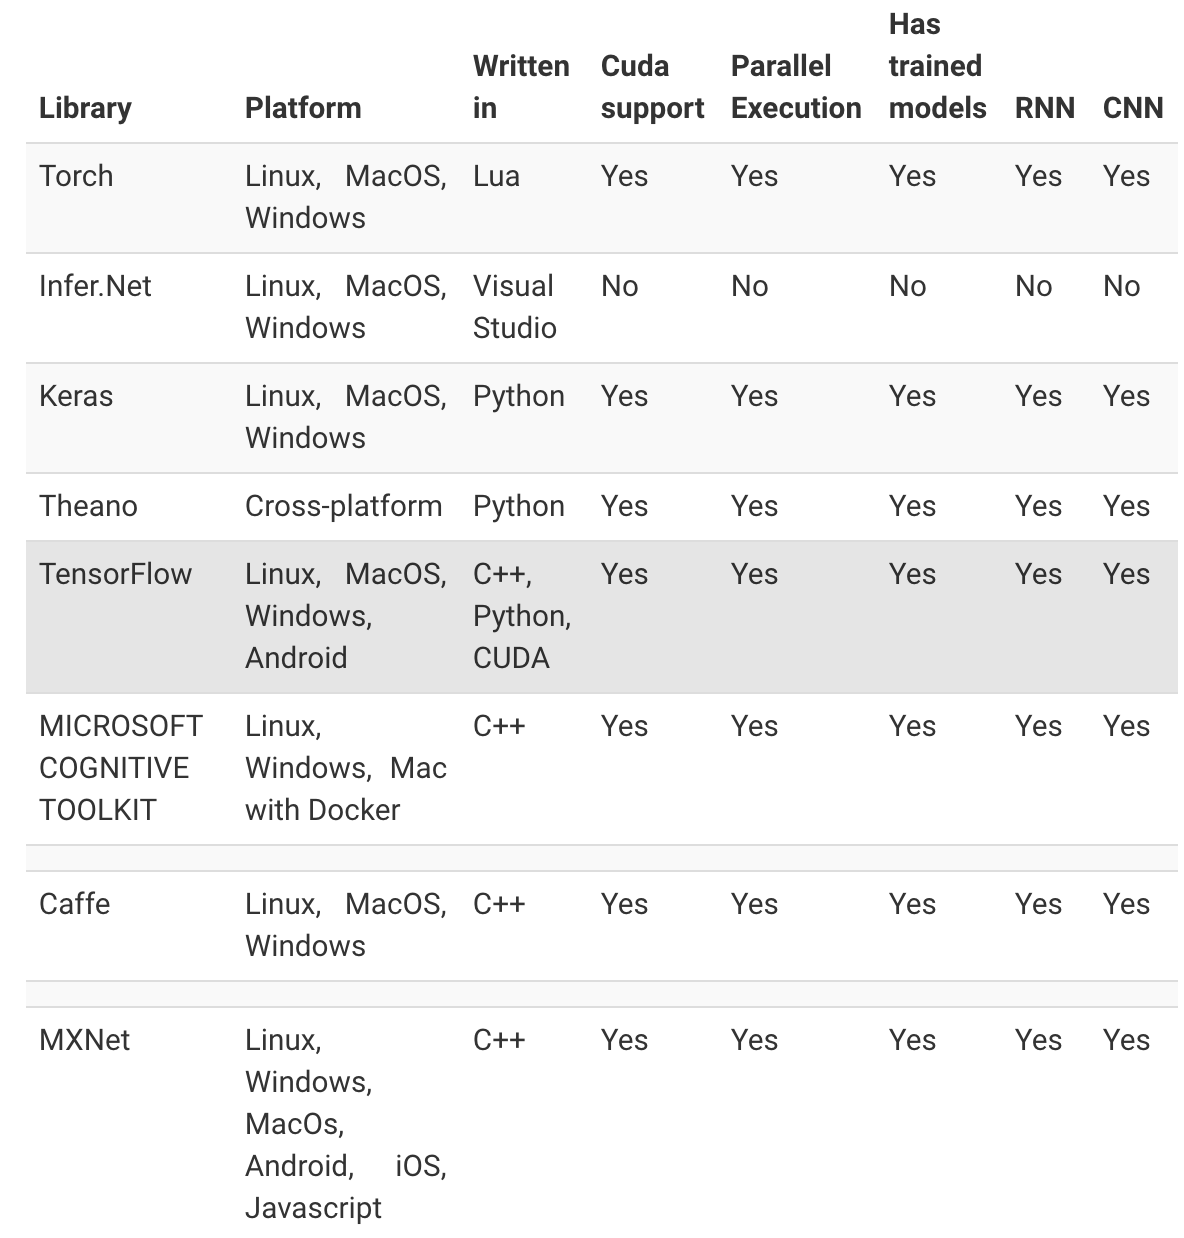 Library Platform Written in Cuda support Parallel Execution Has trained models RNN CNN
Torch Linux, MacOS, Windows Lua Yes Yes Yes Yes Yes
Infer.Net Linux, MacOS, Windows Visual Studio No No No No No
Keras Linux, MacOS, Windows Python Yes Yes Yes Yes Yes
Theano Cross-platform Python Yes Yes Yes Yes Yes
TensorFlow Linux, MacOS, Windows, Android C++, Python, CUDA Yes Yes Yes Yes Yes
MICROSOFT COGNITIVE TOOLKIT Linux, Windows, Mac with Docker C++ Yes Yes Yes Yes Yes
Caffe Linux, MacOS, Windows C++ Yes Yes Yes Yes Yes
MXNet Linux, Windows, MacOs, Android, iOS, Javascript C++ Yes Yes Yes Yes Yes